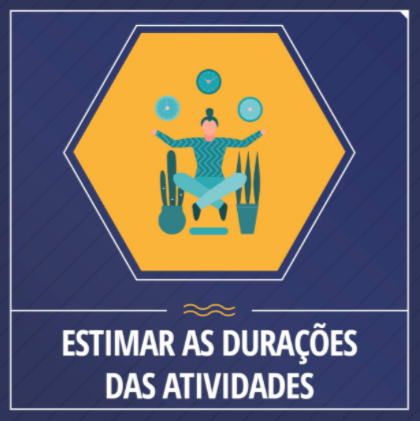 ESTIMAR AS DURAÇÕES
DAS ATIVIDADES